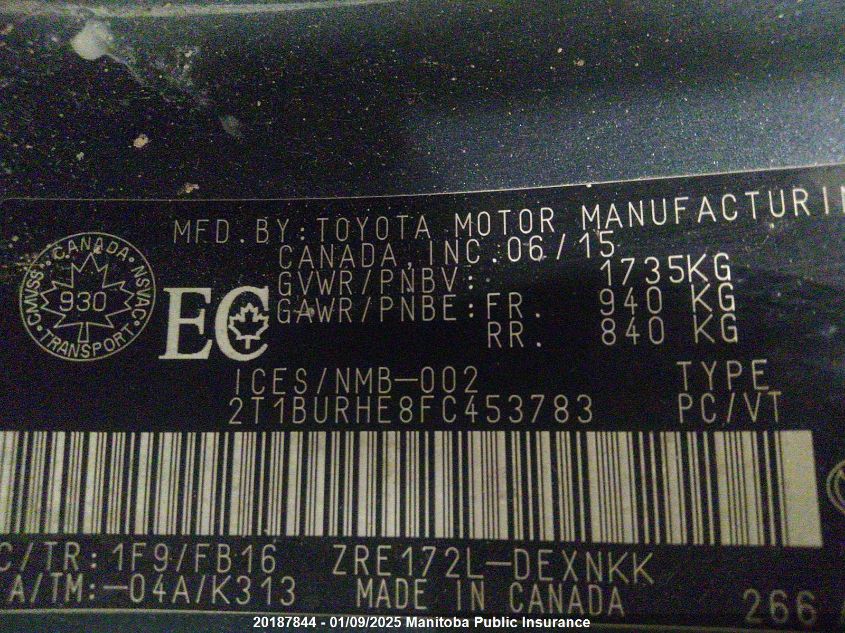 MFD.BY:TOYOTA MOTOR MANUFACTURIN
CANADA,INC.06/15
GVWR/PNBV: 1735KG
GAWR/PNBE:FR. 940 KG
RR. 840 KG
CANADA
CMVSS NSVAC
930
TRANSPORT
EC
ICES/NMB-002 TYPE
2T1BURHE8FC453783 PC/VT
C/TR:1F9/FB16 ZRE172L-DEXNKK
A/TM:-04A/K313 MADE IN CANADA 266
20187844 - 01/09/2025 Manitoba Public Insurance